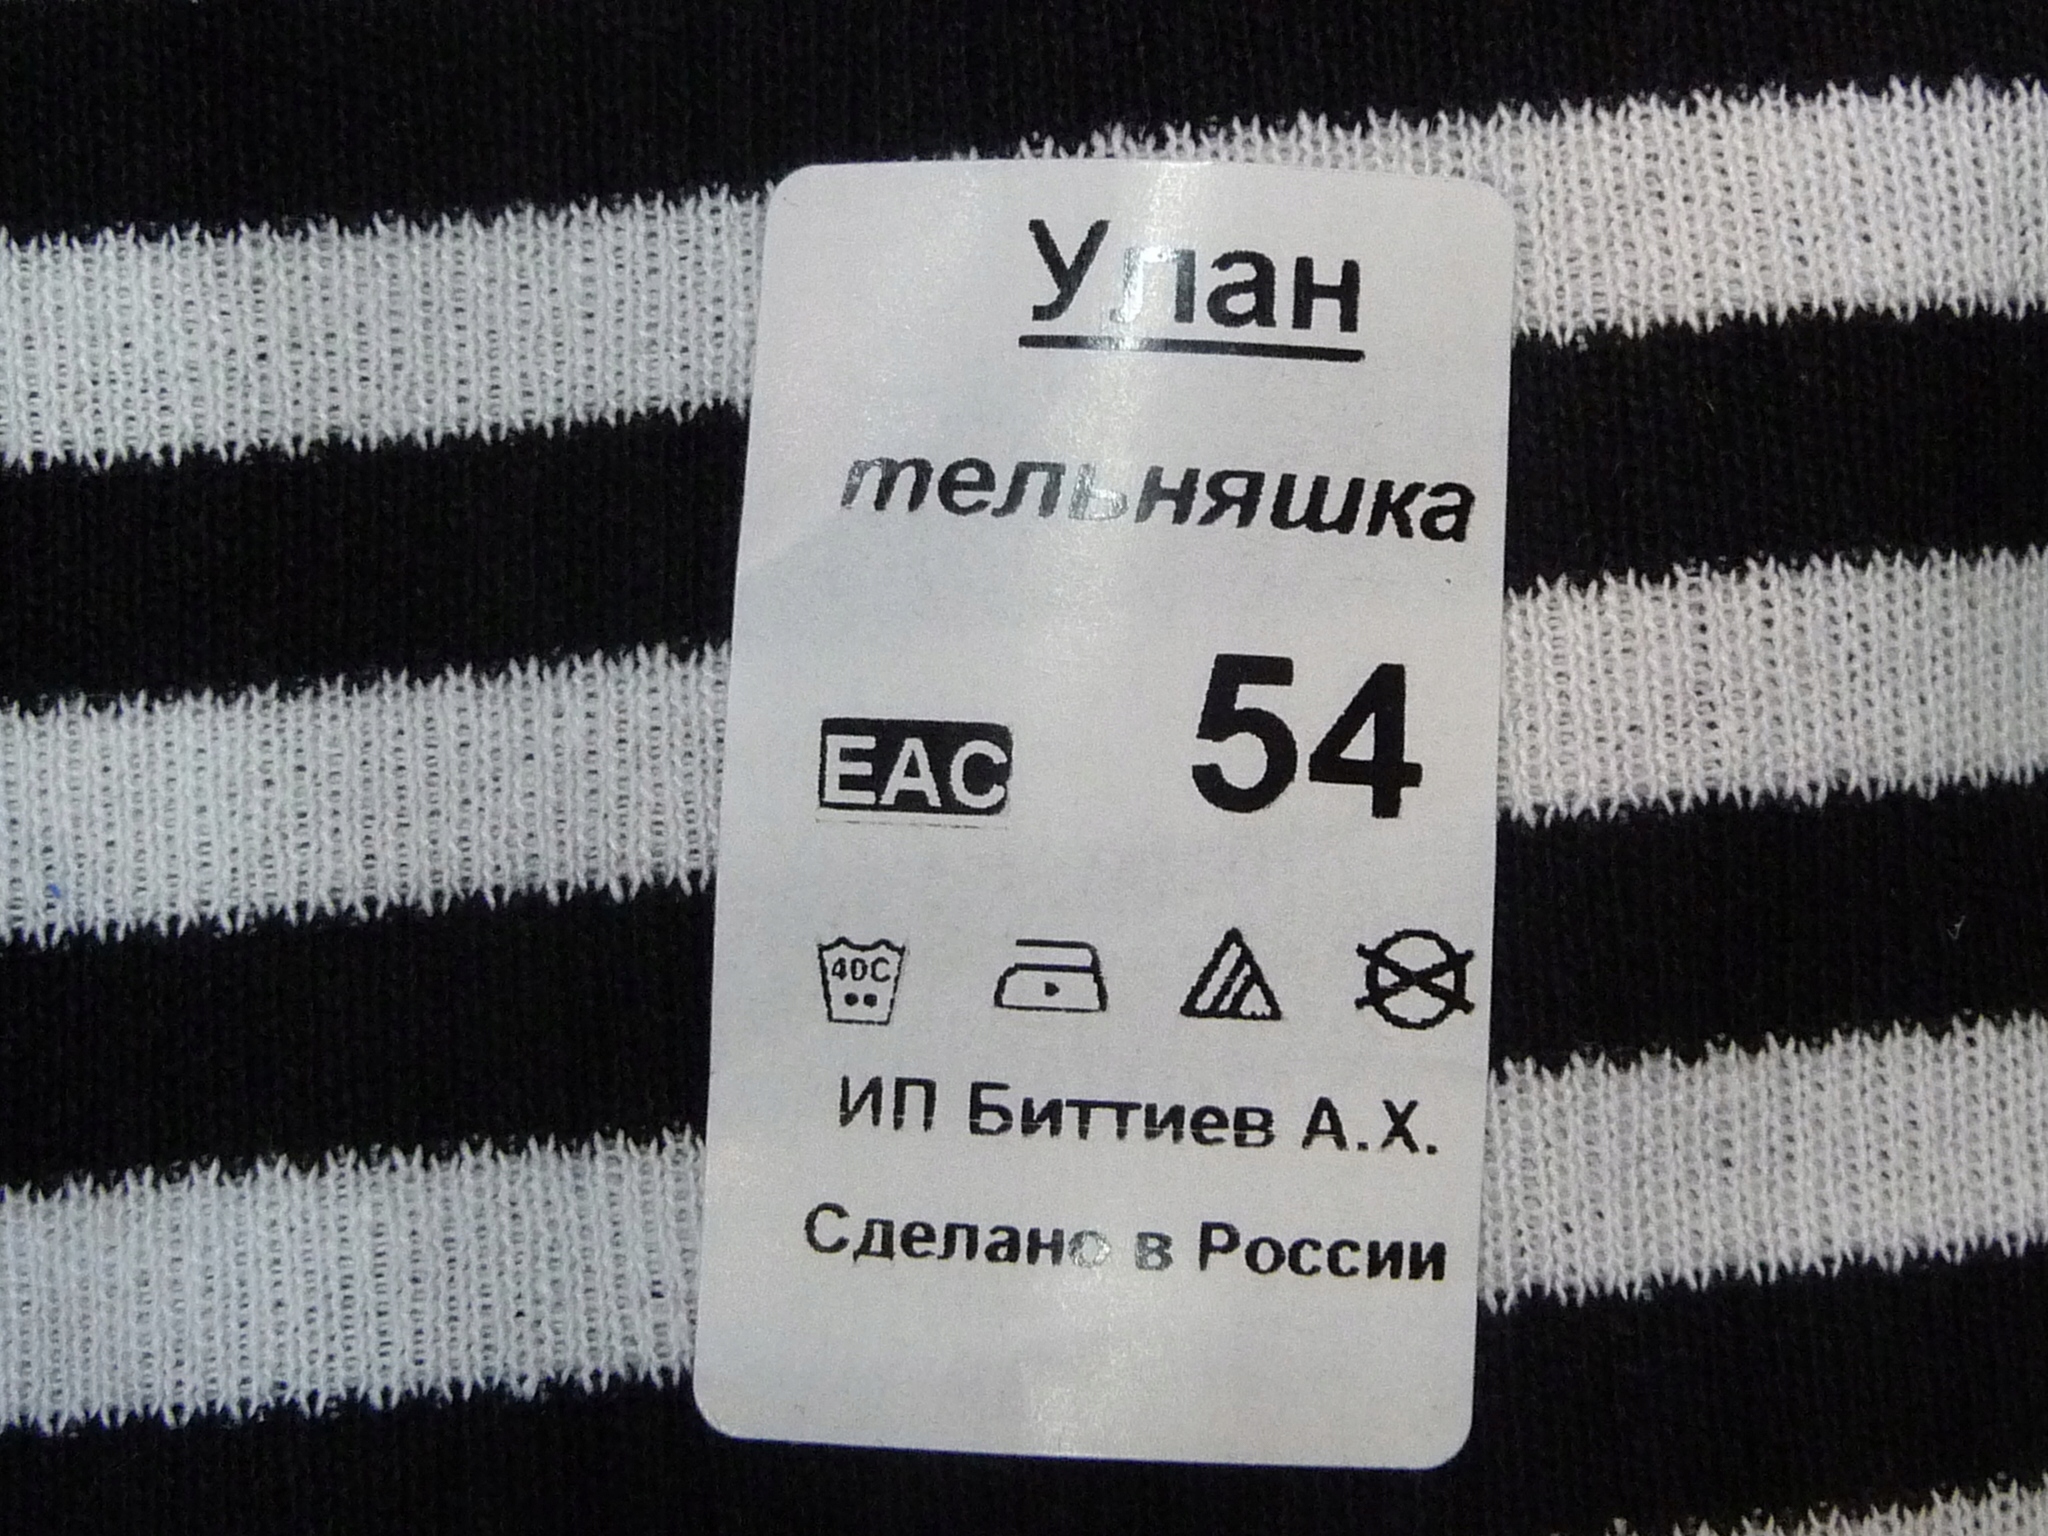 Улан
тельняшка
EAC 54
40C
ИП Биттиев А.Х.
Сделано в России